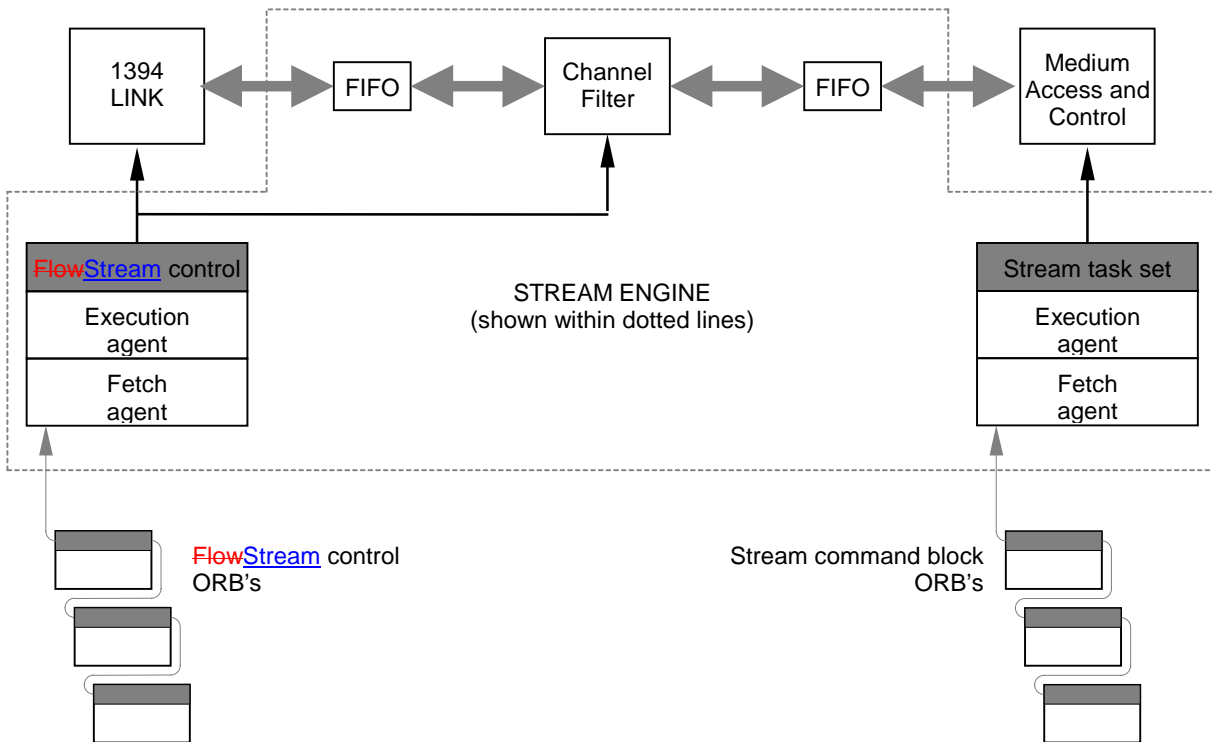 1394
LINK
FIFO
Channel
Filter
FIFO
Medium
Access and
Control
FlowStream control
Execution
agent
Fetch
agent
STREAM ENGINE
(shown within dotted lines)
Stream task set
Execution
agent
Fetch
agent
FlowStream control
ORB's
Stream command block
ORB's